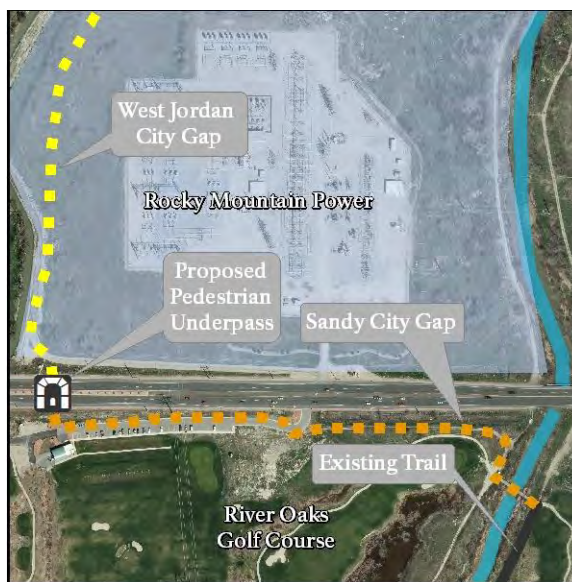 West Jordan
City Gap
Rocky Mountain Power
Proposed
Pedestrian
Underpass
Sandy City Gap
Existing Trail
River Oaks
Golf Course